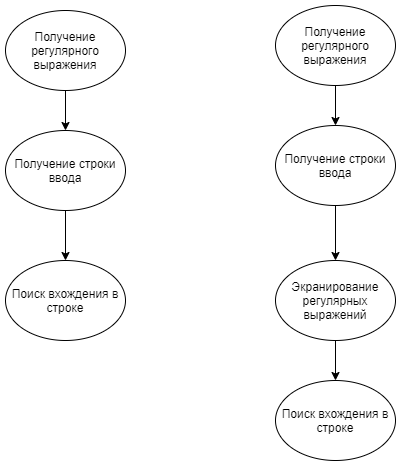 Получение
регулярного
выражения
Получение строки
ввода
Поиск вхождения в
строке
Получение
регулярного
выражения
Получение строки
ввода
Экранирование
регулярных
выражений
Поиск вхождения в
строке